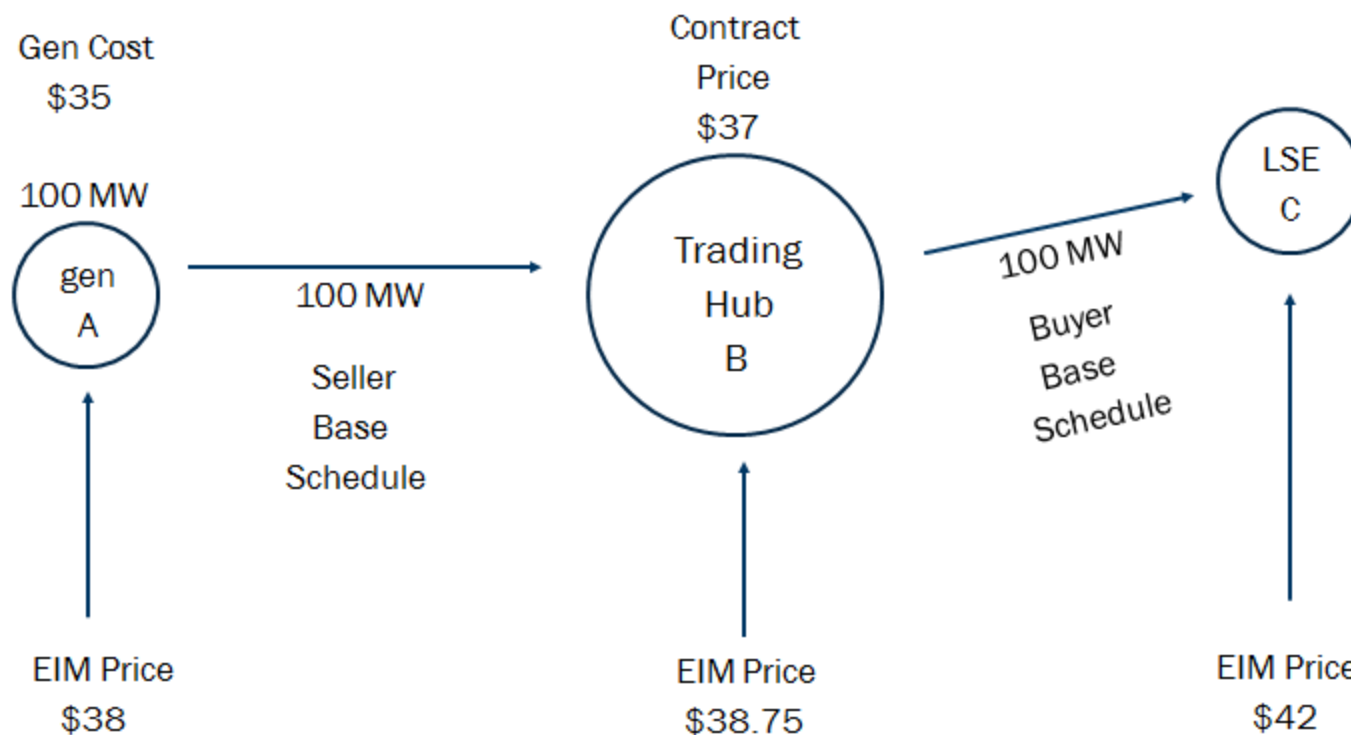 Gen Cost
$35
100 MW
gen
A
100 MW
Seller
Base
Schedule
EIM Price
$38
Contract
Price
$37
Trading
Hub
B
EIM Price
$38.75
100 MW
Buyer
Base
Schedule
LSE
C
EIM Price
$42